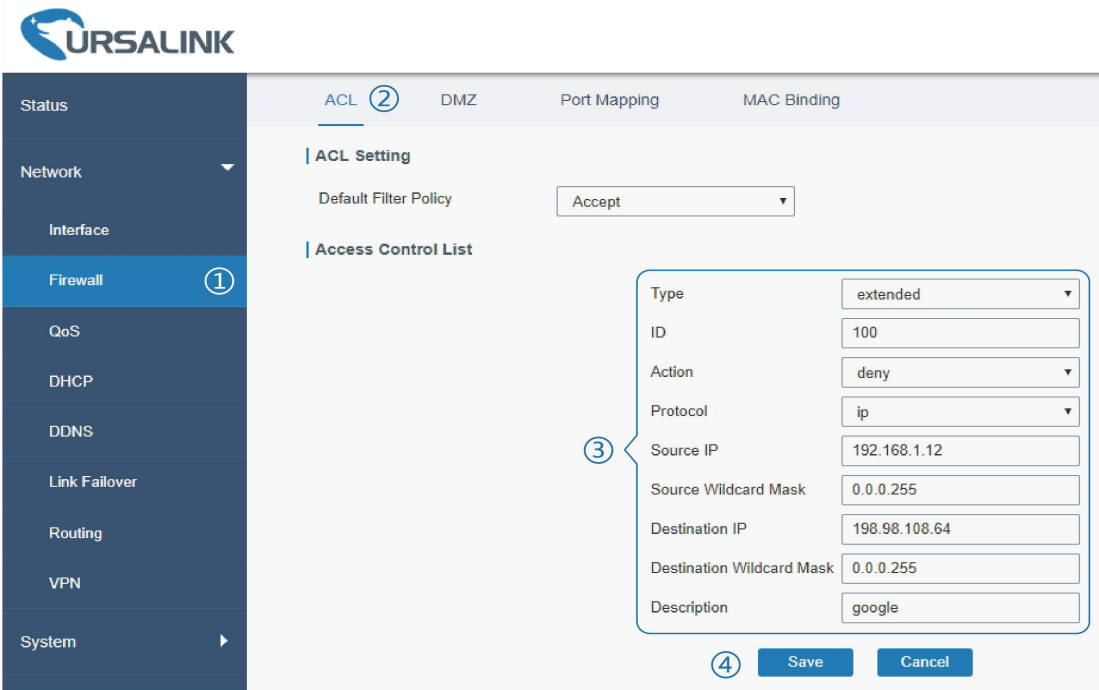 URSALINK
Status
Network
Interface
Firewall ①
QoS
DHCP
DDNS
Link Failover
Routing
VPN
System
ACL ② DMZ Port Mapping MAC Binding
ACL Setting
Default Filter Policy Accept
Access Control List
③
Type extended
ID 100
Action deny
Protocol ip
Source IP 192.168.1.12
Source Wildcard Mask 0.0.0.255
Destination IP 198.98.108.64
Destination Wildcard Mask 0.0.0.255
Description google
④ Save Cancel